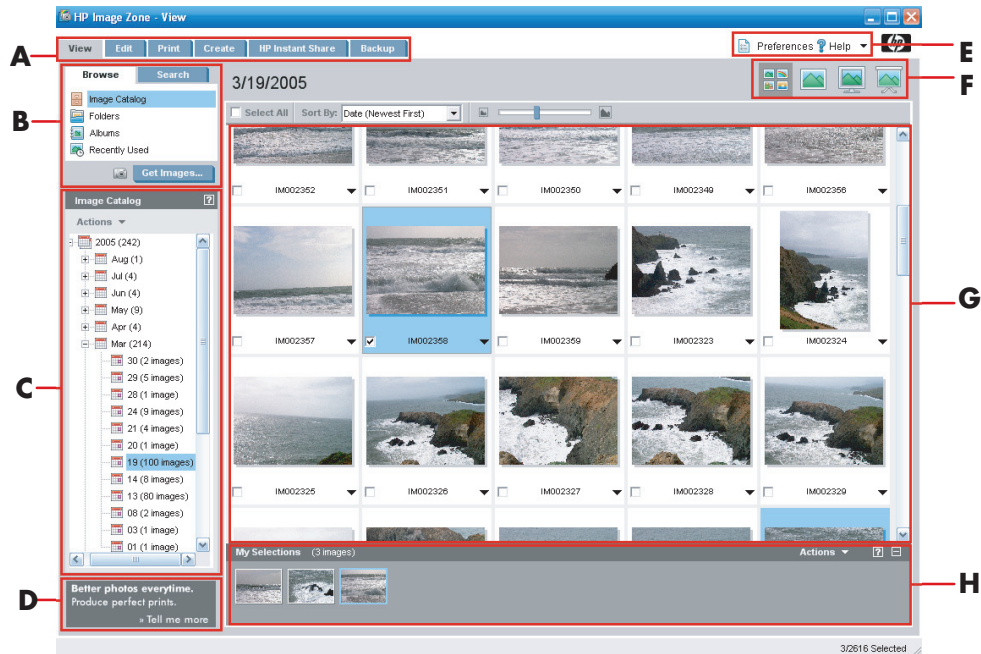 HP Image Zone - View
A
View Edit Print Create HP Instant Share Backup
Preferences ? Help
hp
E
Browse Search
3/19/2005
F
B
Image Catalog
Folders
Albums
Recently Used
Get Images...
Select All Sort By: Date (Newest First)
IM002352 IM002351 IM002350 IM002349 IM002356
Image Catalog ?
Actions
2005 (242)
Aug (1)
Jul (4)
Jun (4)
May (9)
Apr (4)
Mar (214)
30 (2 images)
29 (5 images)
28 (1 image)
24 (9 images)
21 (4 images)
20 (1 image)
19 (100 images)
14 (8 images)
13 (80 images)
08 (2 images)
03 (1 image)
01 (1 image)
C
G
IM002357 IM002358 IM002359 IM002323 IM002324
IM002325 IM002326 IM002327 IM002328 IM002329
My Selections (3 images) Actions ?
H
D
Better photos everytime.
Produce perfect prints.
» Tell me more
3/2616 Selected